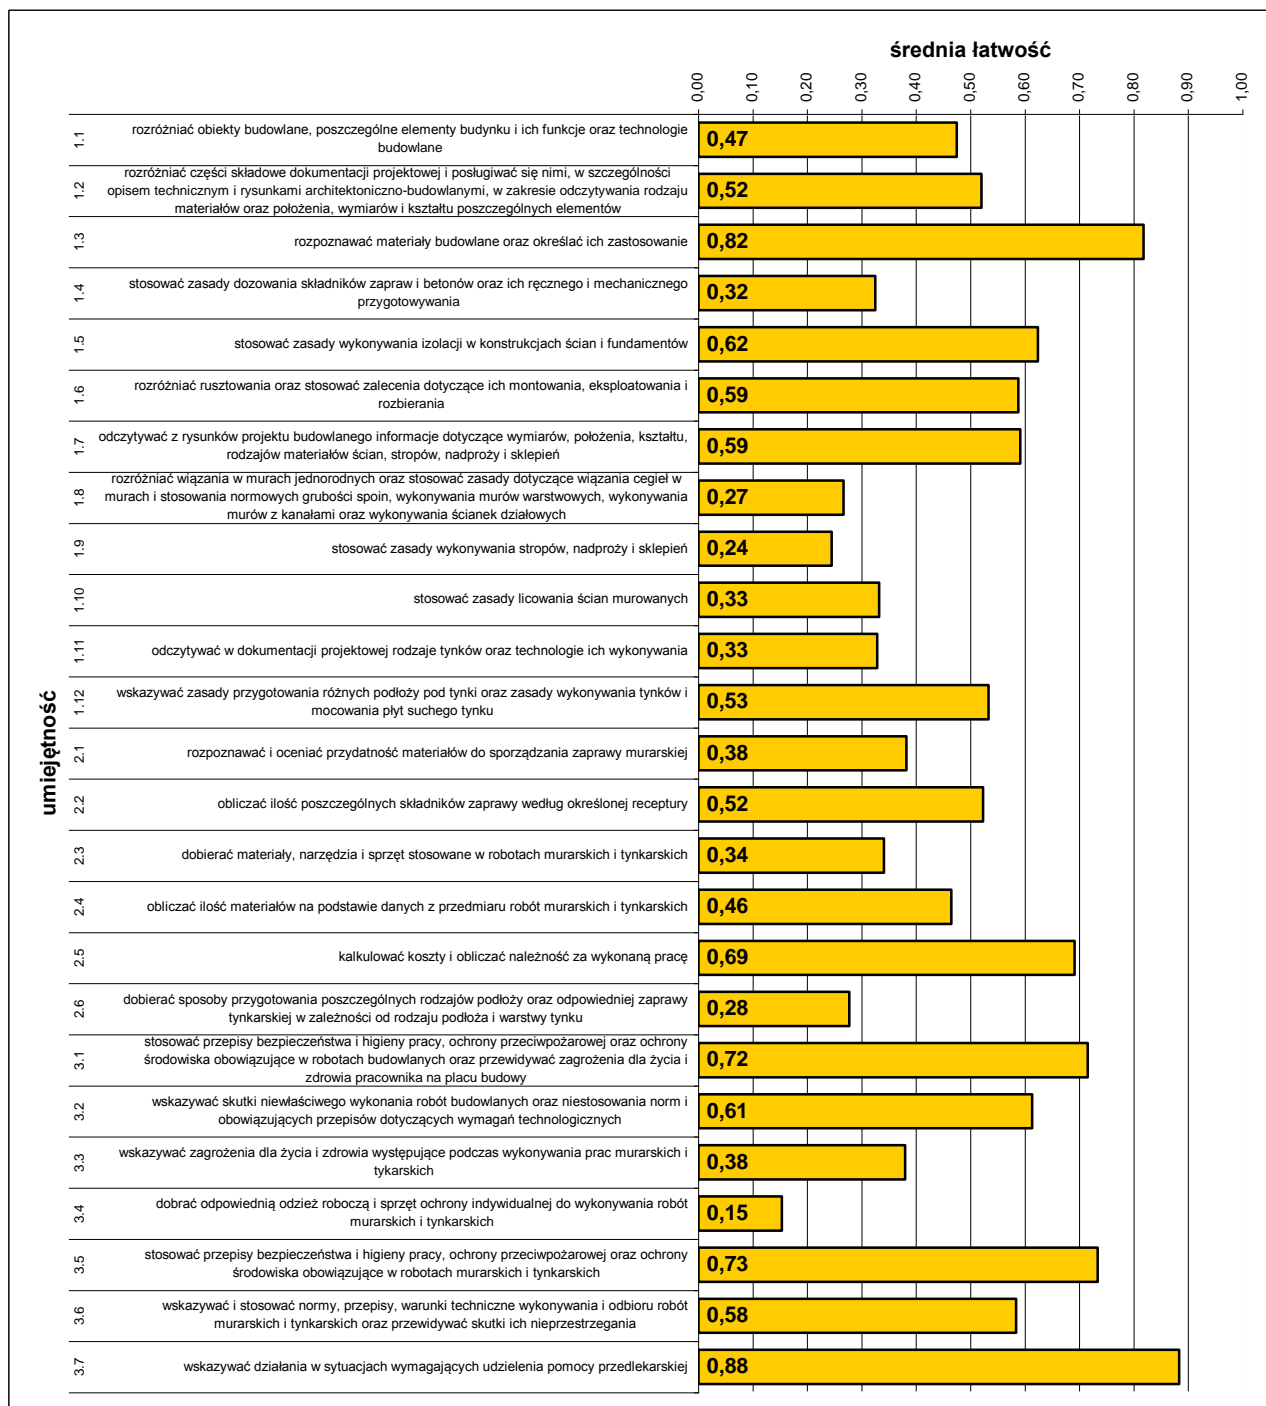 średnia łatwość
0,00 0,10 0,20 0,30 0,40 0,50 0,60 0,70 0,80 0,90 1,00
umiejętność
1.1
rozróżniać obiekty budowlane, poszczególne elementy budynku i ich funkcje oraz technologie
budowlane
0,47
1.2
rozróżniać części składowe dokumentacji projektowej i posługiwać się nimi, w szczególności
opisem technicznym i rysunkami architektoniczno-budowlanymi, w zakresie odczytywania rodzaju
materiałów oraz położenia, wymiarów i kształtu poszczególnych elementów
0,52
1.3
rozpoznawać materiały budowlane oraz określać ich zastosowanie
0,82
1.4
stosować zasady dozowania składników zapraw i betonów oraz ich ręcznego i mechanicznego
przygotowywania
0,32
1.5
stosować zasady wykonywania izolacji w konstrukcjach ścian i fundamentów
0,62
1.6
rozróżniać rusztowania oraz stosować zalecenia dotyczące ich montowania, eksploatowania i
rozbierania
0,59
1.7
odczytywać z rysunków projektu budowlanego informacje dotyczące wymiarów, położenia, kształtu,
rodzajów materiałów ścian, stropów, nadproży i sklepień
0,59
1.8
rozróżniać wiązania w murach jednorodnych oraz stosować zasady dotyczące wiązania cegieł w
murach i stosowania normowych grubości spoin, wykonywania murów warstwowych, wykonywania
murów z kanałami oraz wykonywania ścianek działowych
0,27
1.9
stosować zasady wykonywania stropów, nadproży i sklepień
0,24
1.10
stosować zasady licowania ścian murowanych
0,33
1.11
odczytywać w dokumentacji projektowej rodzaje tynków oraz technologie ich wykonywania
0,33
1.12
wskazywać zasady przygotowania różnych podłoży pod tynki oraz zasady wykonywania tynków i
mocowania płyt suchego tynku
0,53
2.1
rozpoznawać i oceniać przydatność materiałów do sporządzania zaprawy murarskiej
0,38
2.2
obliczać ilość poszczególnych składników zaprawy według określonej receptury
0,52
2.3
dobierać materiały, narzędzia i sprzęt stosowane w robotach murarskich i tynkarskich
0,34
2.4
obliczać ilość materiałów na podstawie danych z przedmiaru robót murarskich i tynkarskich
0,46
2.5
kalkulować koszty i obliczać należność za wykonaną pracę
0,69
2.6
dobierać sposoby przygotowania poszczególnych rodzajów podłoży oraz odpowiedniej zaprawy
tynkarskiej w zależności od rodzaju podłoża i warstwy tynku
0,28
3.1
stosować przepisy bezpieczeństwa i higieny pracy, ochrony przeciwpożarowej oraz ochrony
środowiska obowiązujące w robotach budowlanych oraz przewidywać zagrożenia dla życia i
zdrowia pracownika na placu budowy
0,72
3.2
wskazywać skutki niewłaściwego wykonania robót budowlanych oraz niestosowania norm i
obowiązujących przepisów dotyczących wymagań technologicznych
0,61
3.3
wskazywać zagrożenia dla życia i zdrowia występujące podczas wykonywania prac murarskich i
tykarskich
0,38
3.4
dobrać odpowiednią odzież roboczą i sprzęt ochrony indywidualnej do wykonywania robót
murarskich i tynkarskich
0,15
3.5
stosować przepisy bezpieczeństwa i higieny pracy, ochrony przeciwpożarowej oraz ochrony
środowiska obowiązujące w robotach murarskich i tynkarskich
0,73
3.6
wskazywać i stosować normy, przepisy, warunki techniczne wykonywania i odbioru robót
murarskich i tynkarskich oraz przewidywać skutki ich nieprzestrzegania
0,58
3.7
wskazywać działania w sytuacjach wymagających udzielenia pomocy przedlekarskiej
0,88